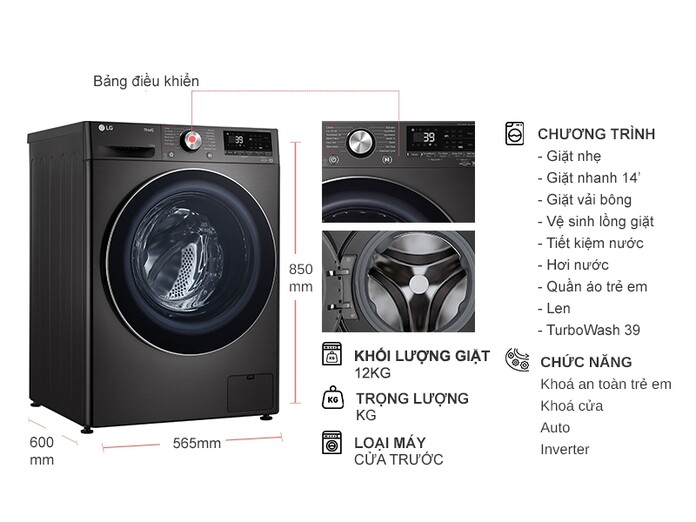 Bảng điều khiển
LG
ThinQ
39
850
mm
600
mm
565mm
39
KHỐI LƯỢNG GIẶT
12KG
TRỌNG LƯỢNG
KG
KG
LOẠI MÁY
CỬA TRƯỚC
CHƯƠNG TRÌNH
- Giặt nhẹ
- Giặt nhanh 14'
- Giặt vải bông
- Vệ sinh lồng giặt
- Tiết kiệm nước
- Hơi nước
- Quần áo trẻ em
- Len
- TurboWash 39
CHỨC NĂNG
Khoá an toàn trẻ em
Khoá cửa
Auto
Inverter